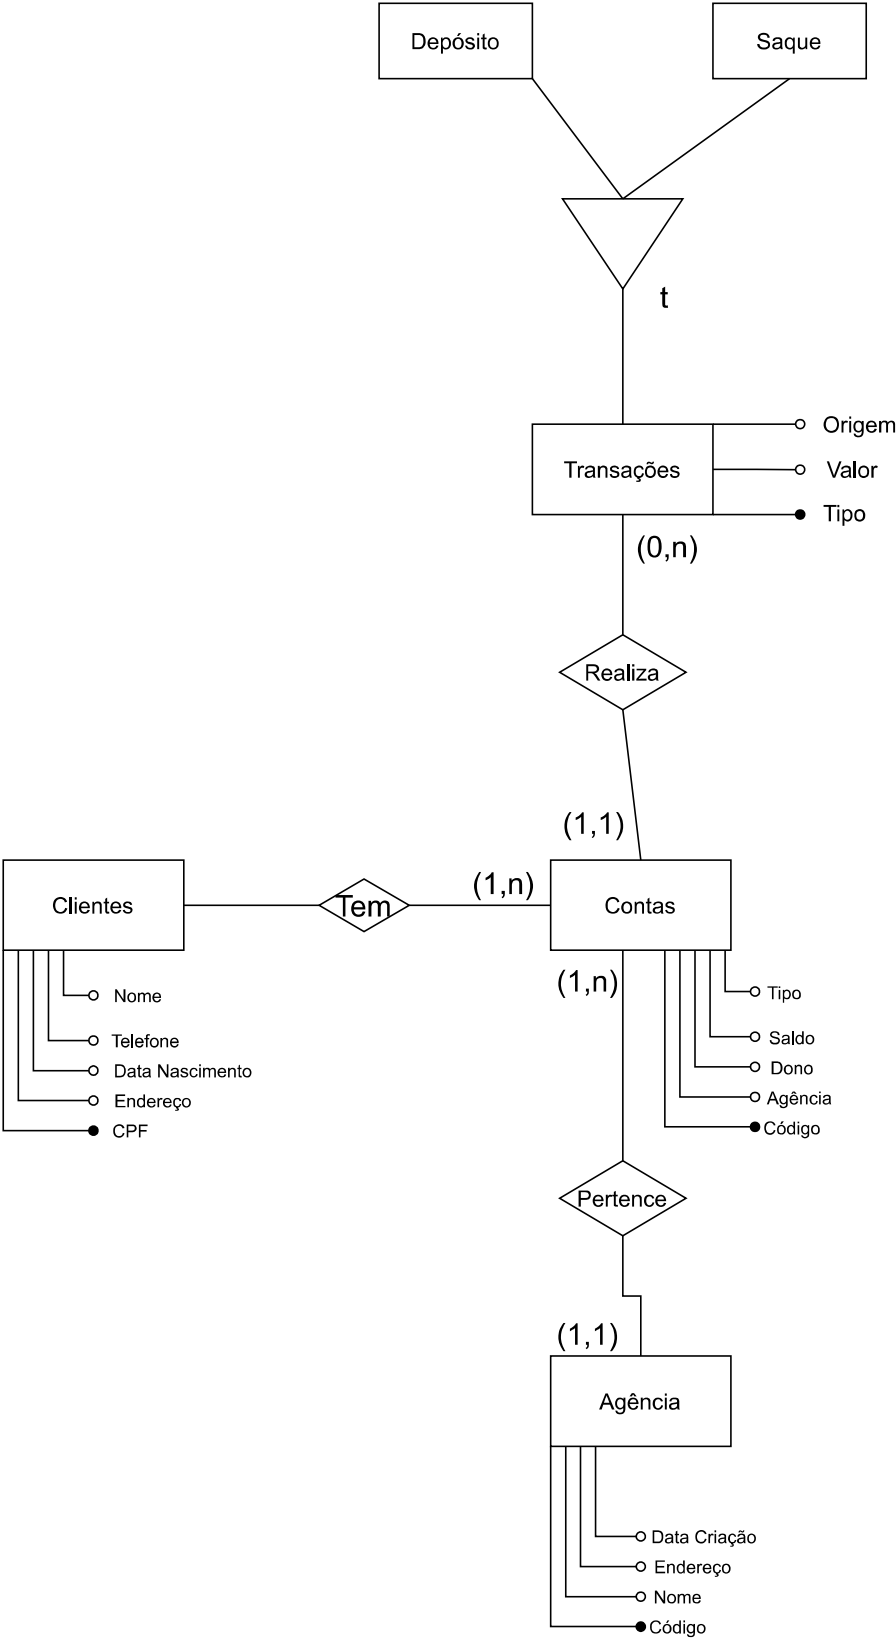 Depósito
Saque
t
Transações
Origem
Valor
Tipo
(0,n)
Realiza
(1,1)
Clientes
Tem
(1,n)
Contas
(1,n)
Nome
Telefone
Data Nascimento
Endereço
CPF
Tipo
Saldo
Dono
Agência
Código
Pertence
(1,1)
Agência
Data Criação
Endereço
Nome
Código